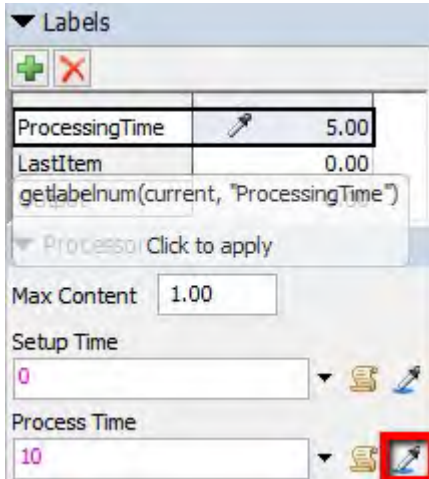 Labels
ProcessingTime 5.00
LastItem 0.00
getlabelnum(current, "ProcessingTime")
Processor Click to apply
Max Content 1.00
Setup Time
0
Process Time
10